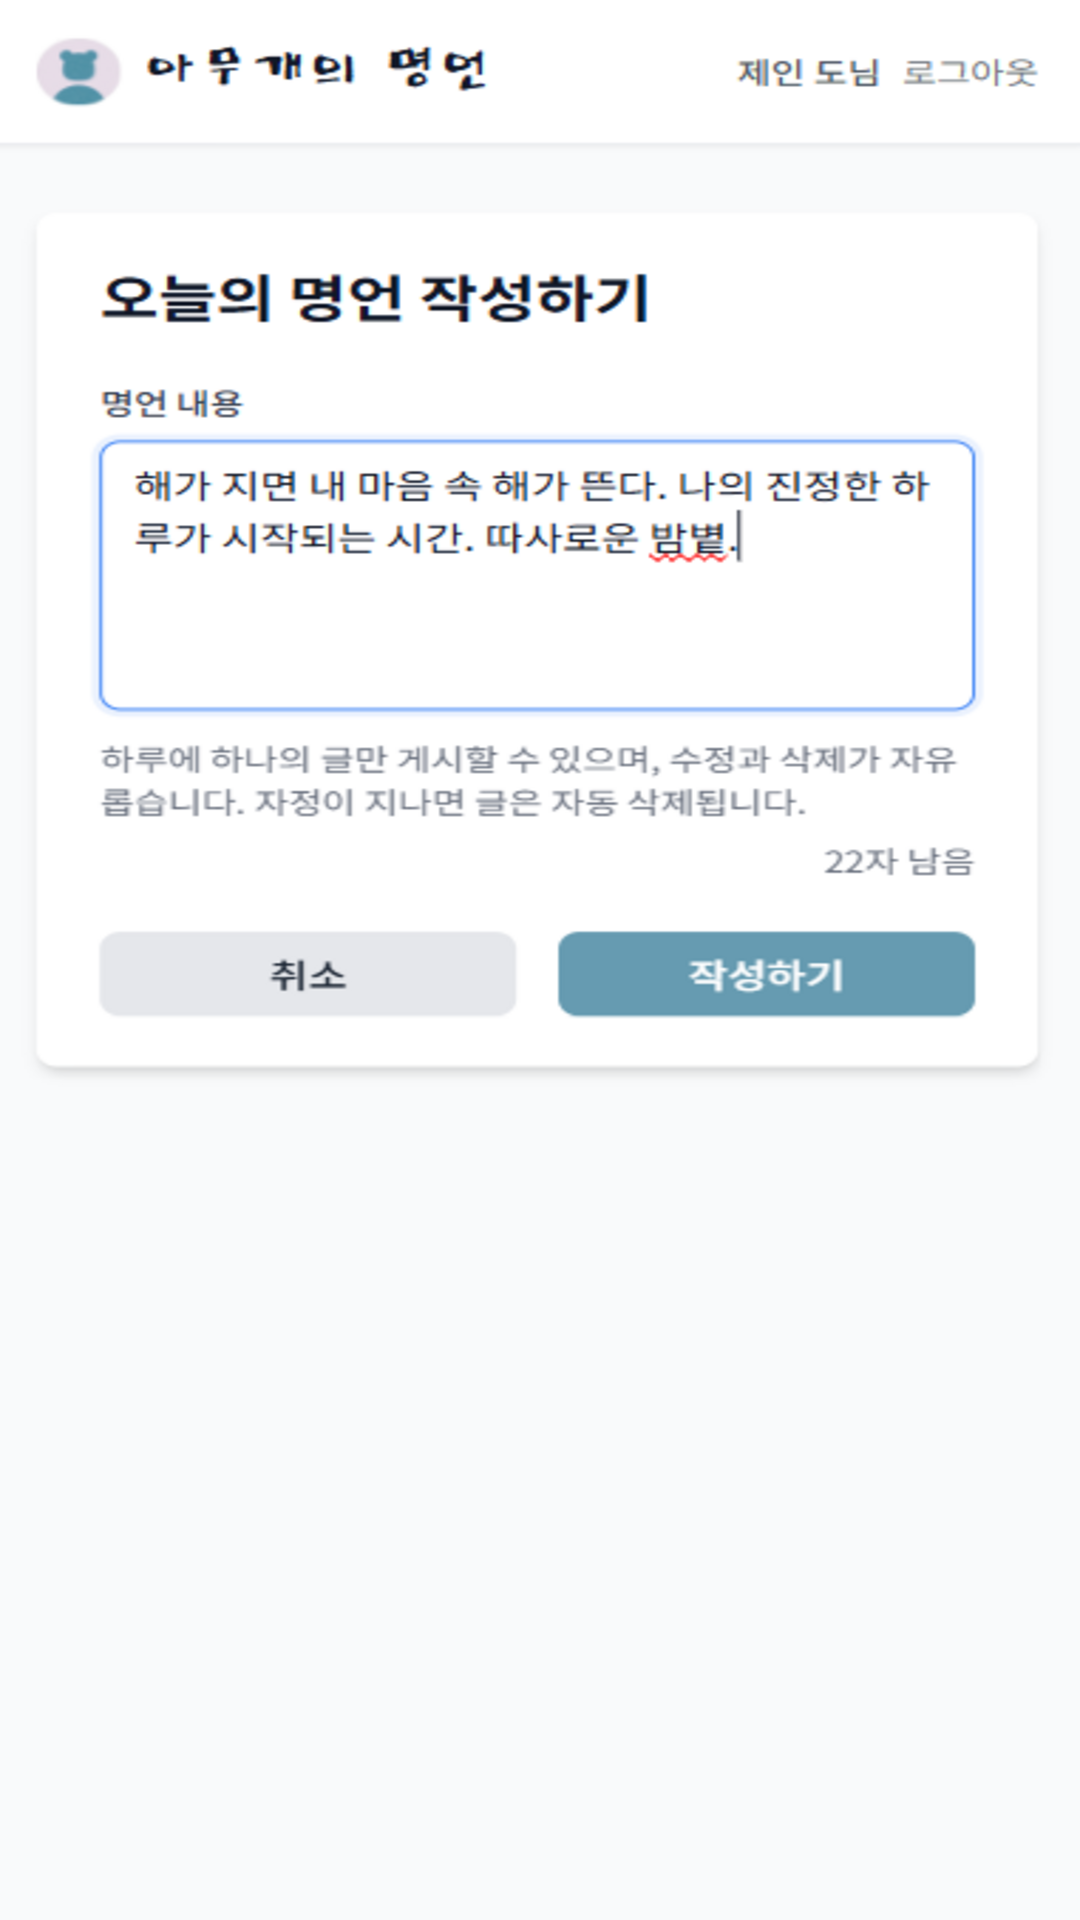 아무개의 명언
제인 도님 로그아웃
오늘의 명언 작성하기
명언 내용
해가 지면 내 마음 속 해가 뜬다. 나의 진정한 하
루가 시작되는 시간. 따사로운 밤볕.
하루에 하나의 글만 게시할 수 있으며, 수정과 삭제가 자유
롭습니다. 자정이 지나면 글은 자동 삭제됩니다.
22자 남음
취소
작성하기